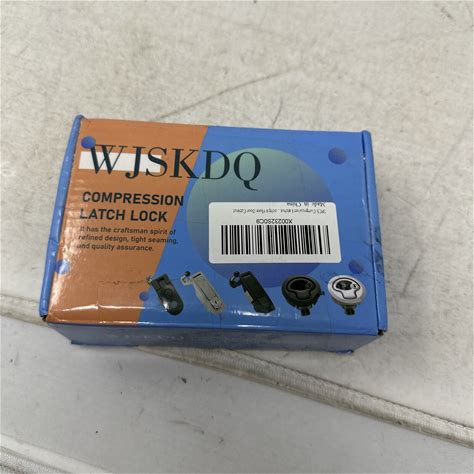 WJSKDQ
COMPRESSION
LATCH LOCK
It has the craftsman spirit of
refined design, tight seaming,
and quality assurance.
X002325OC9
Made in China